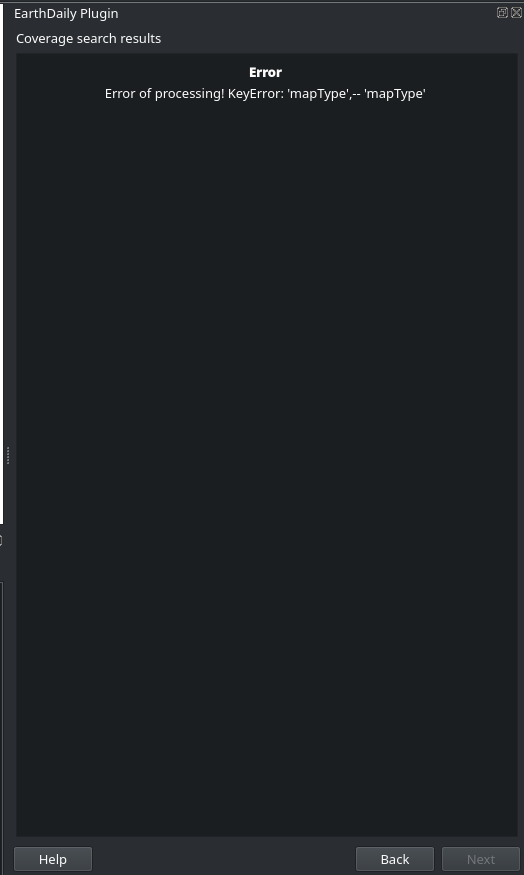 EarthDaily Plugin
Coverage search results
Error
Error of processing! KeyError: 'mapType',-- 'mapType'
Help
Back
Next